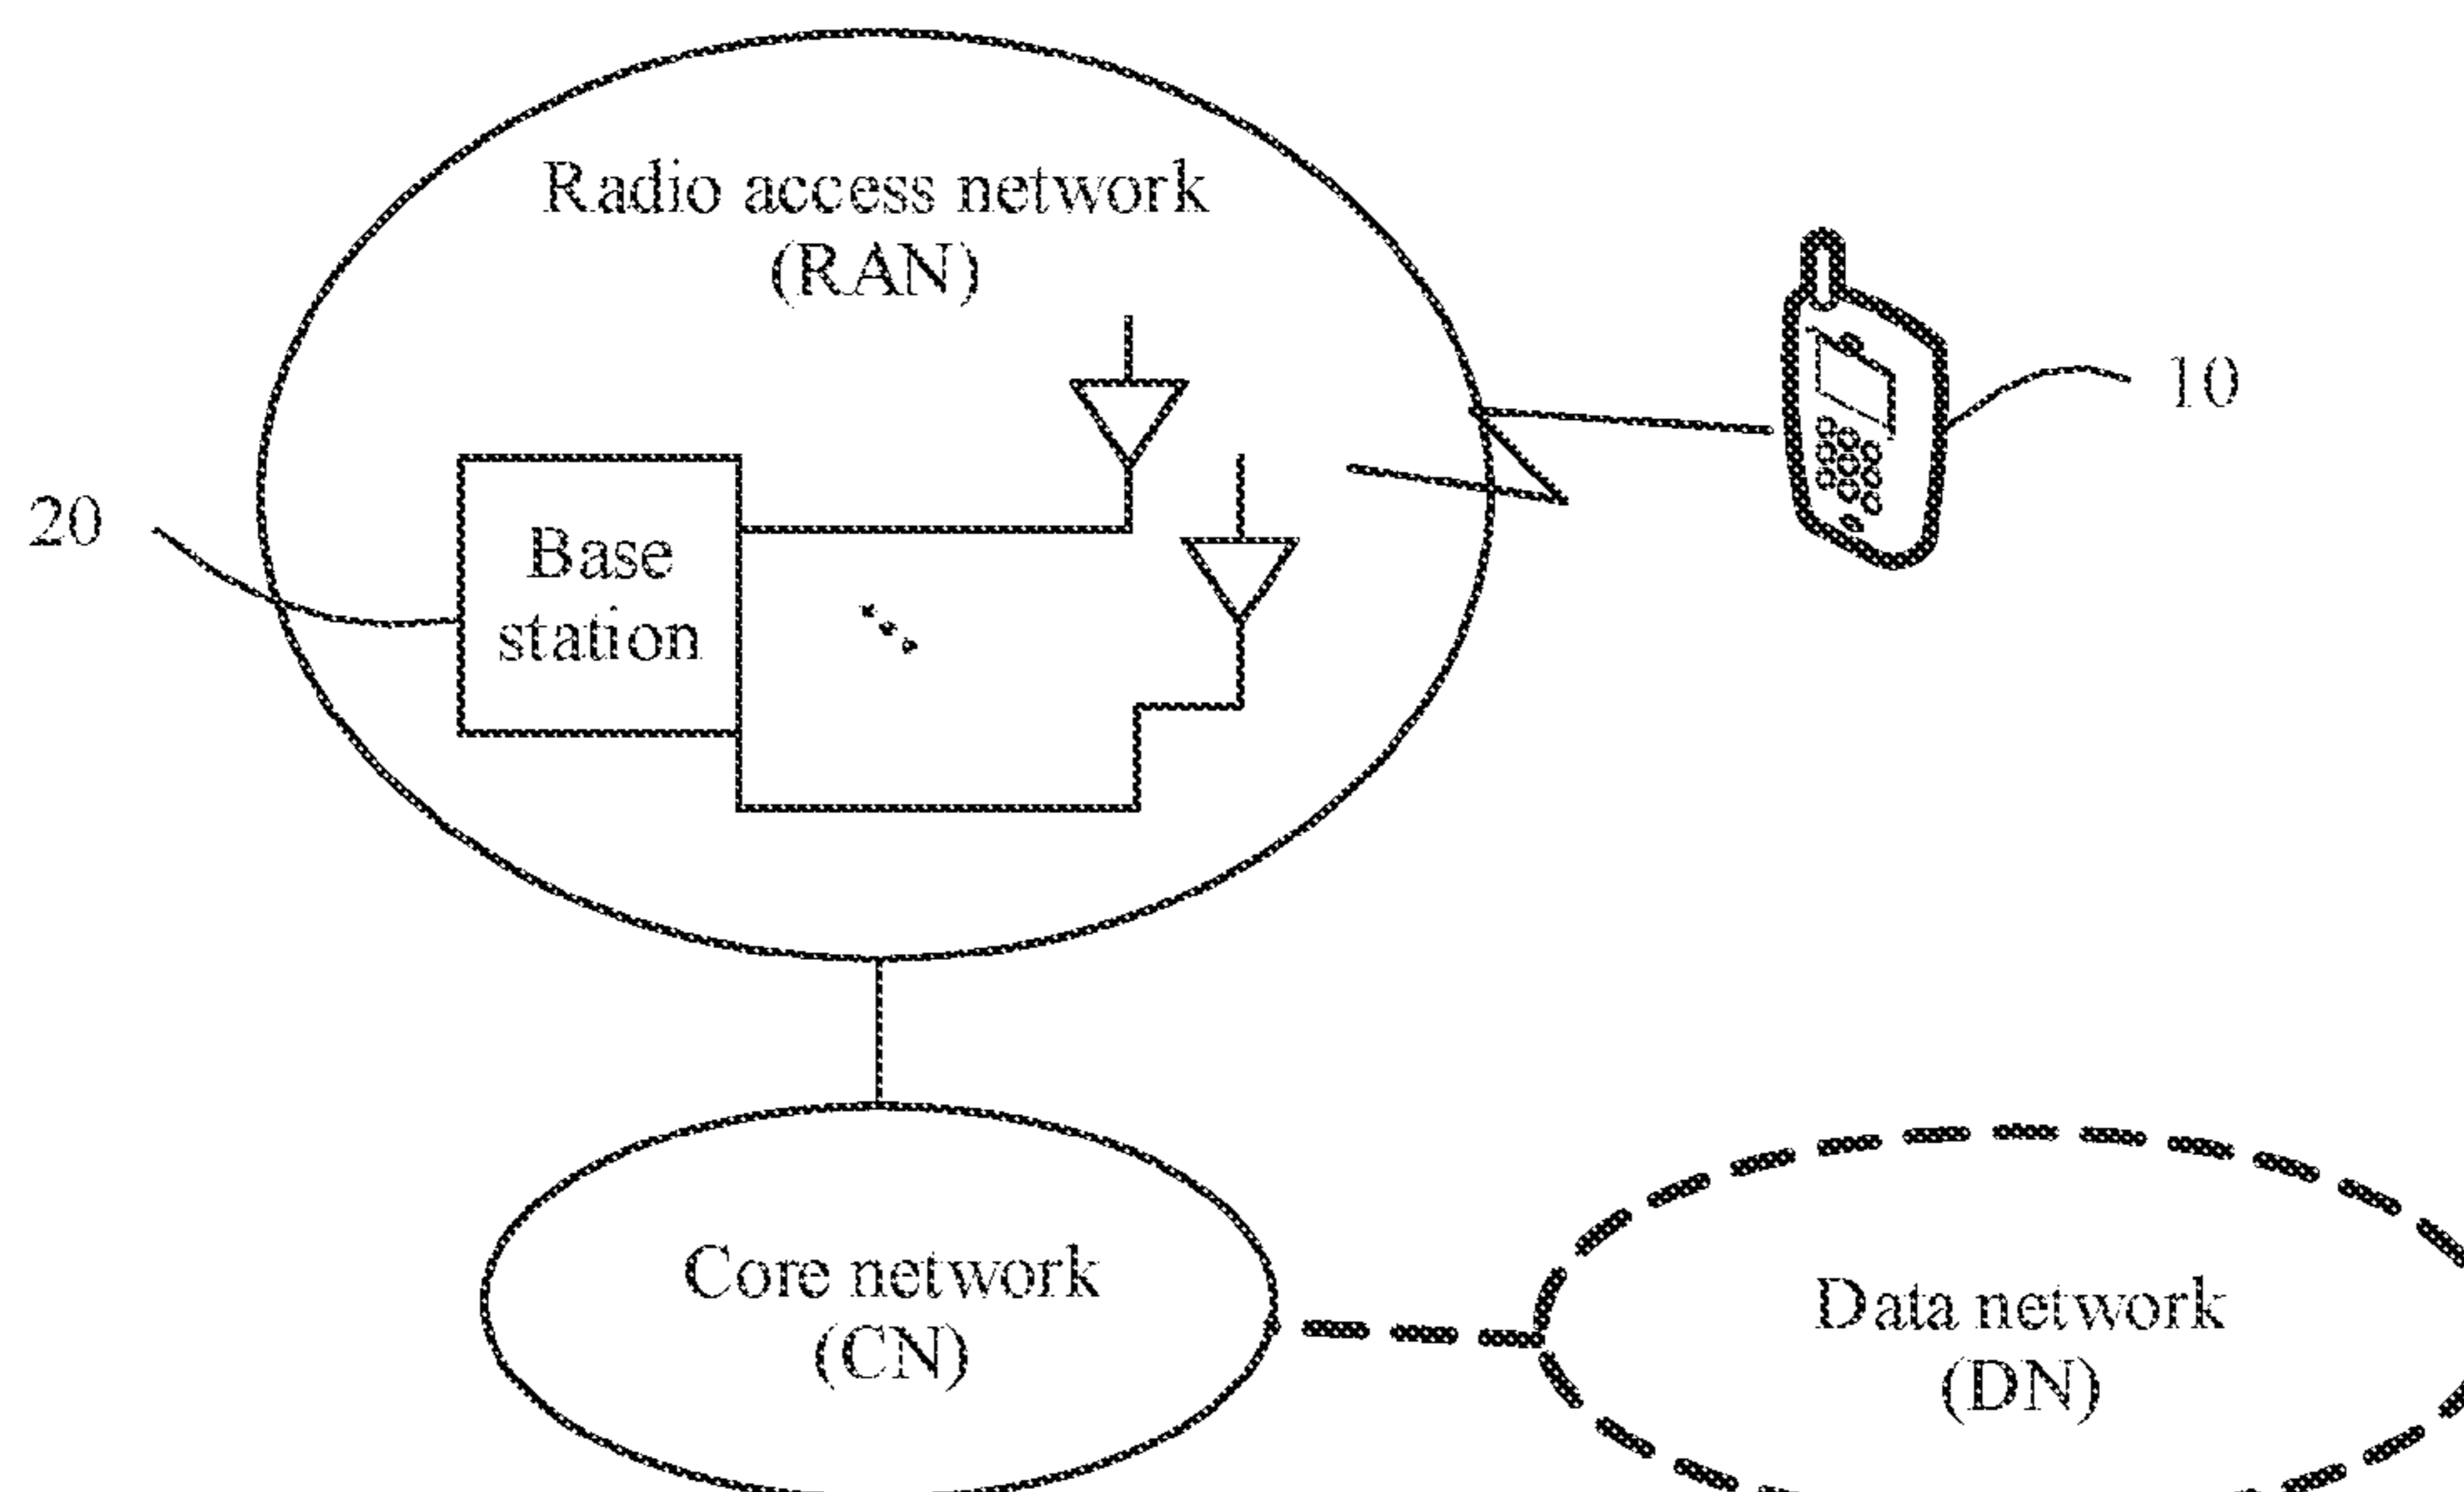 Radio access network
(RAN)
10
20
Base
station
Core network
(CN)
Data network
(DN)